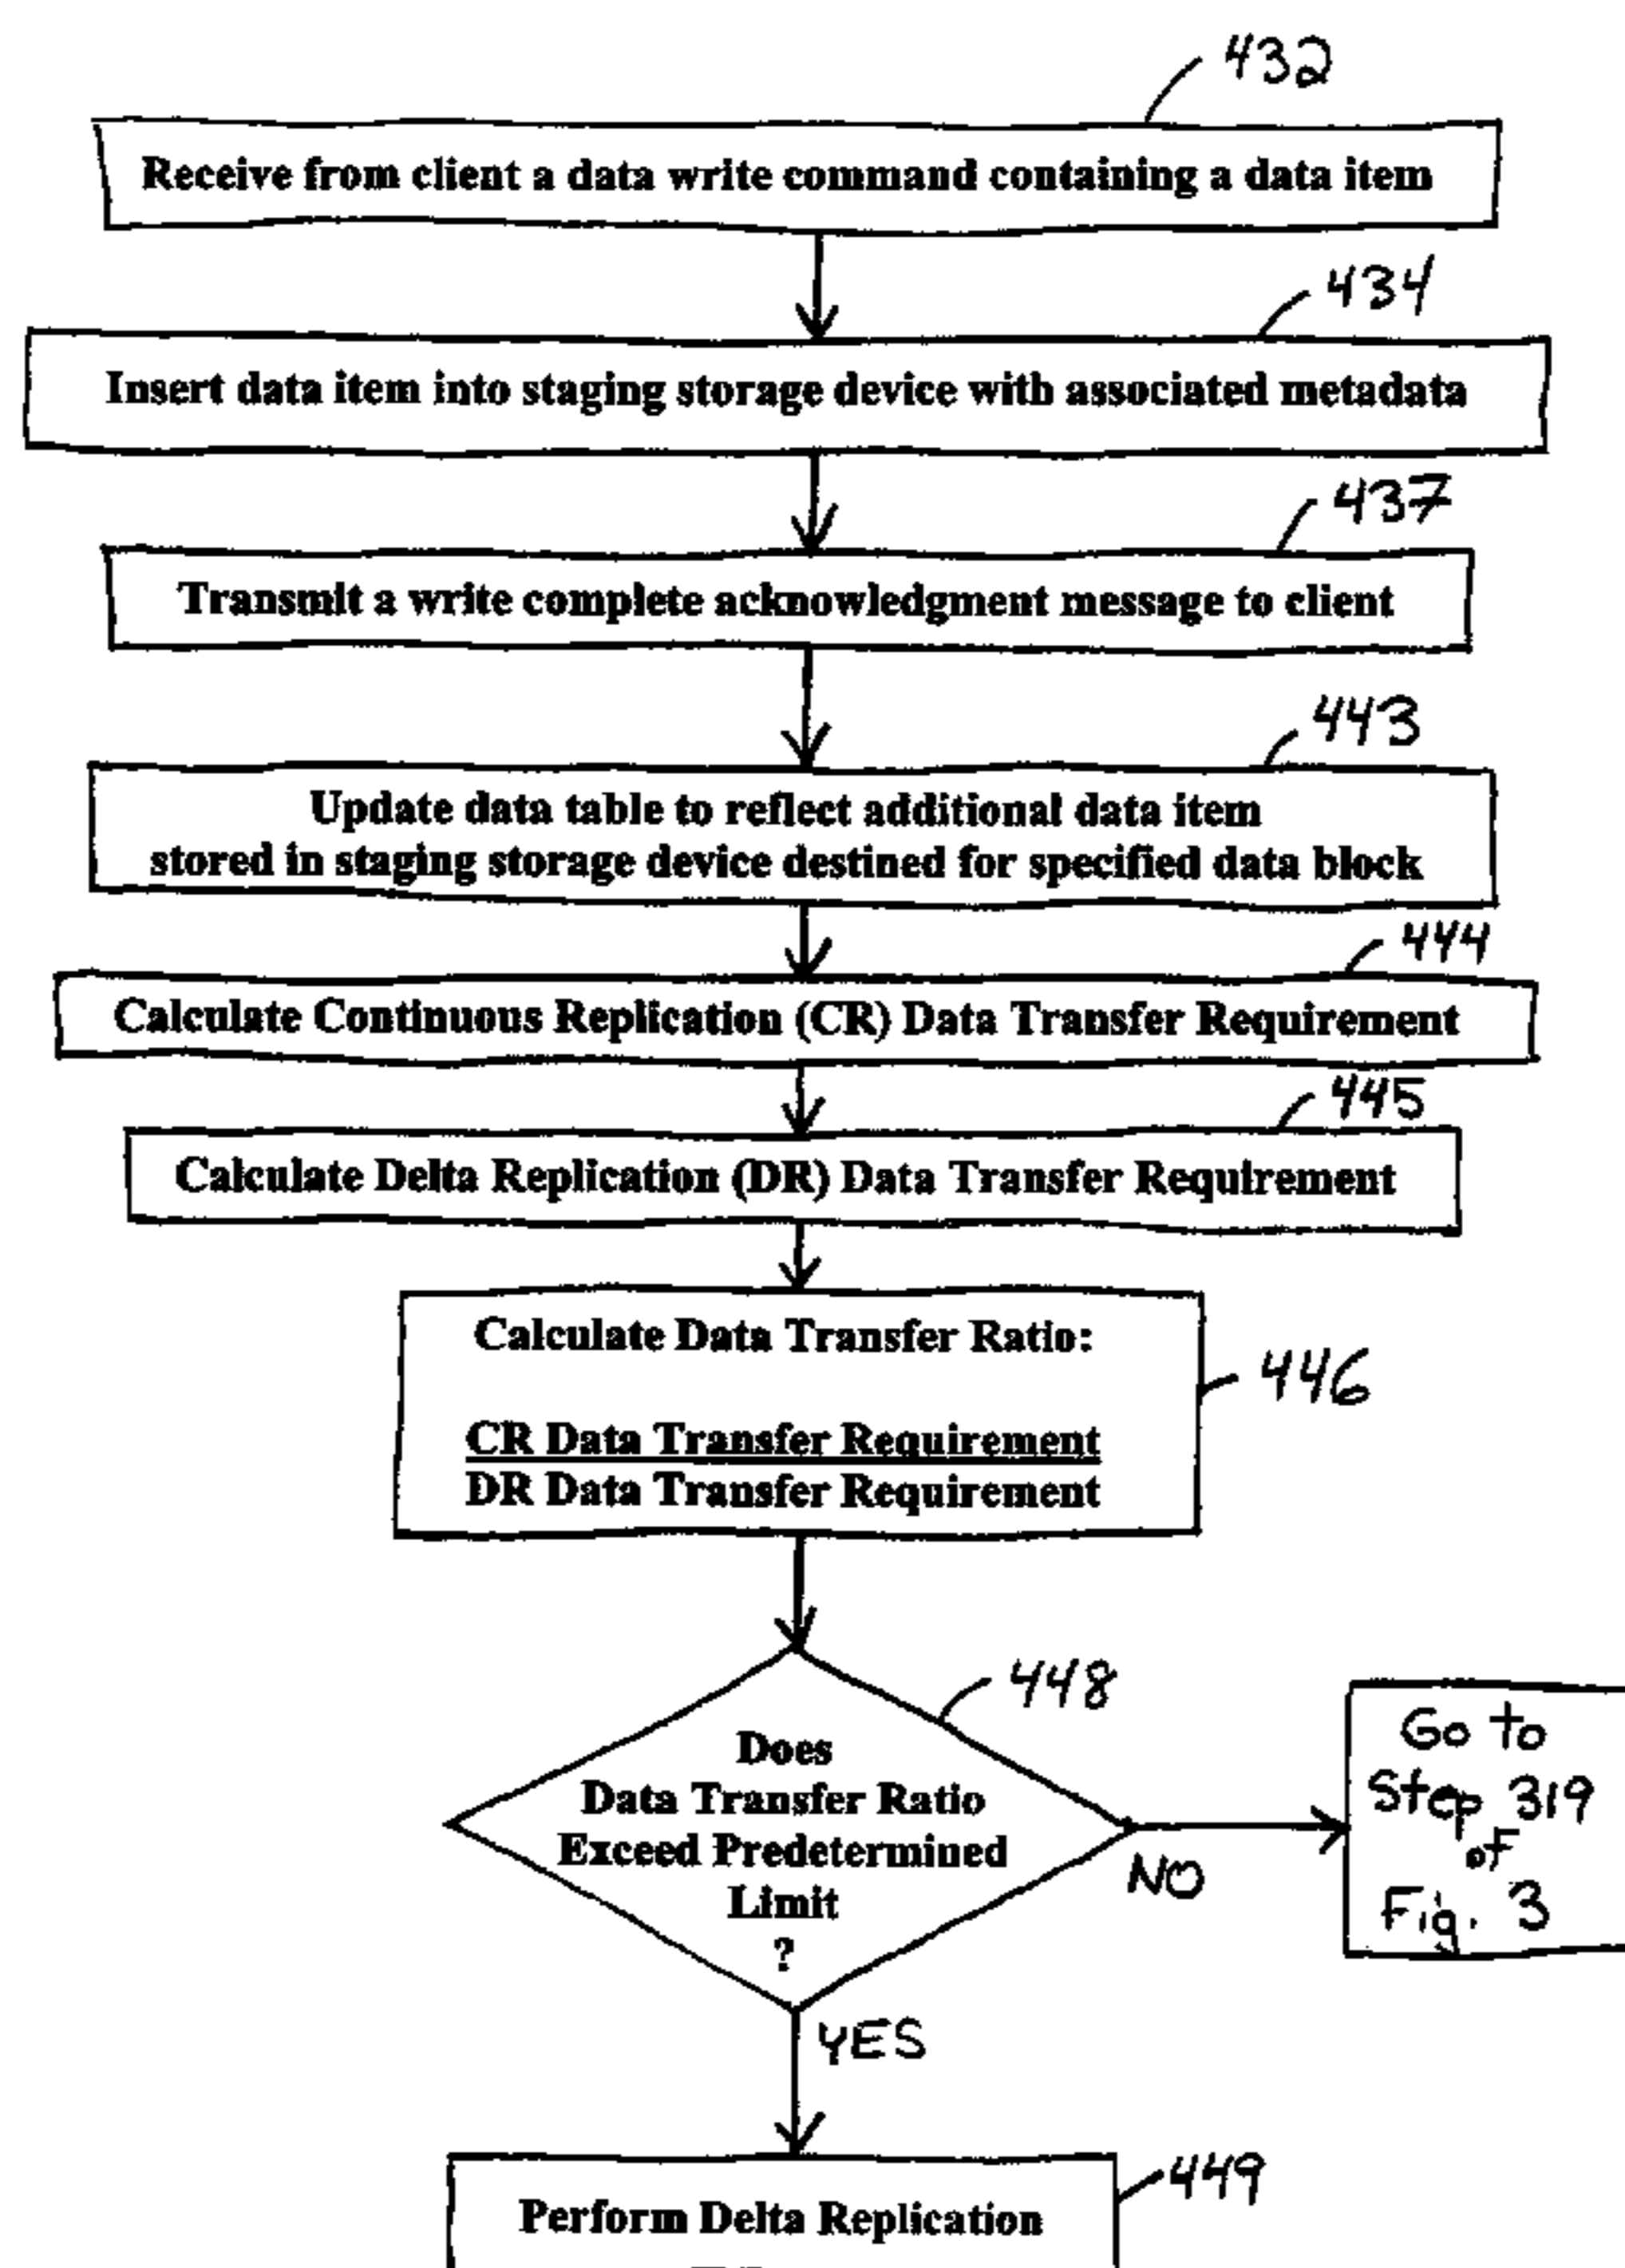 432
Receive from client a data write command containing a data item
434
Insert data item into staging storage device with associated metadata
437
Transmit a write complete acknowledgment message to client
443
Update data table to reflect additional data item
stored in staging storage device destined for specified data block
444
Calculate Continuous Replication (CR) Data Transfer Requirement
445
Calculate Delta Replication (DR) Data Transfer Requirement
Calculate Data Transfer Ratio:
446
CR Data Transfer Requirement
DR Data Transfer Requirement
448
Does
Data Transfer Ratio
Exceed Predetermined
Limit
?
NO
Go to
Step 319
of
Fig. 3
YES
449
Perform Delta Replication